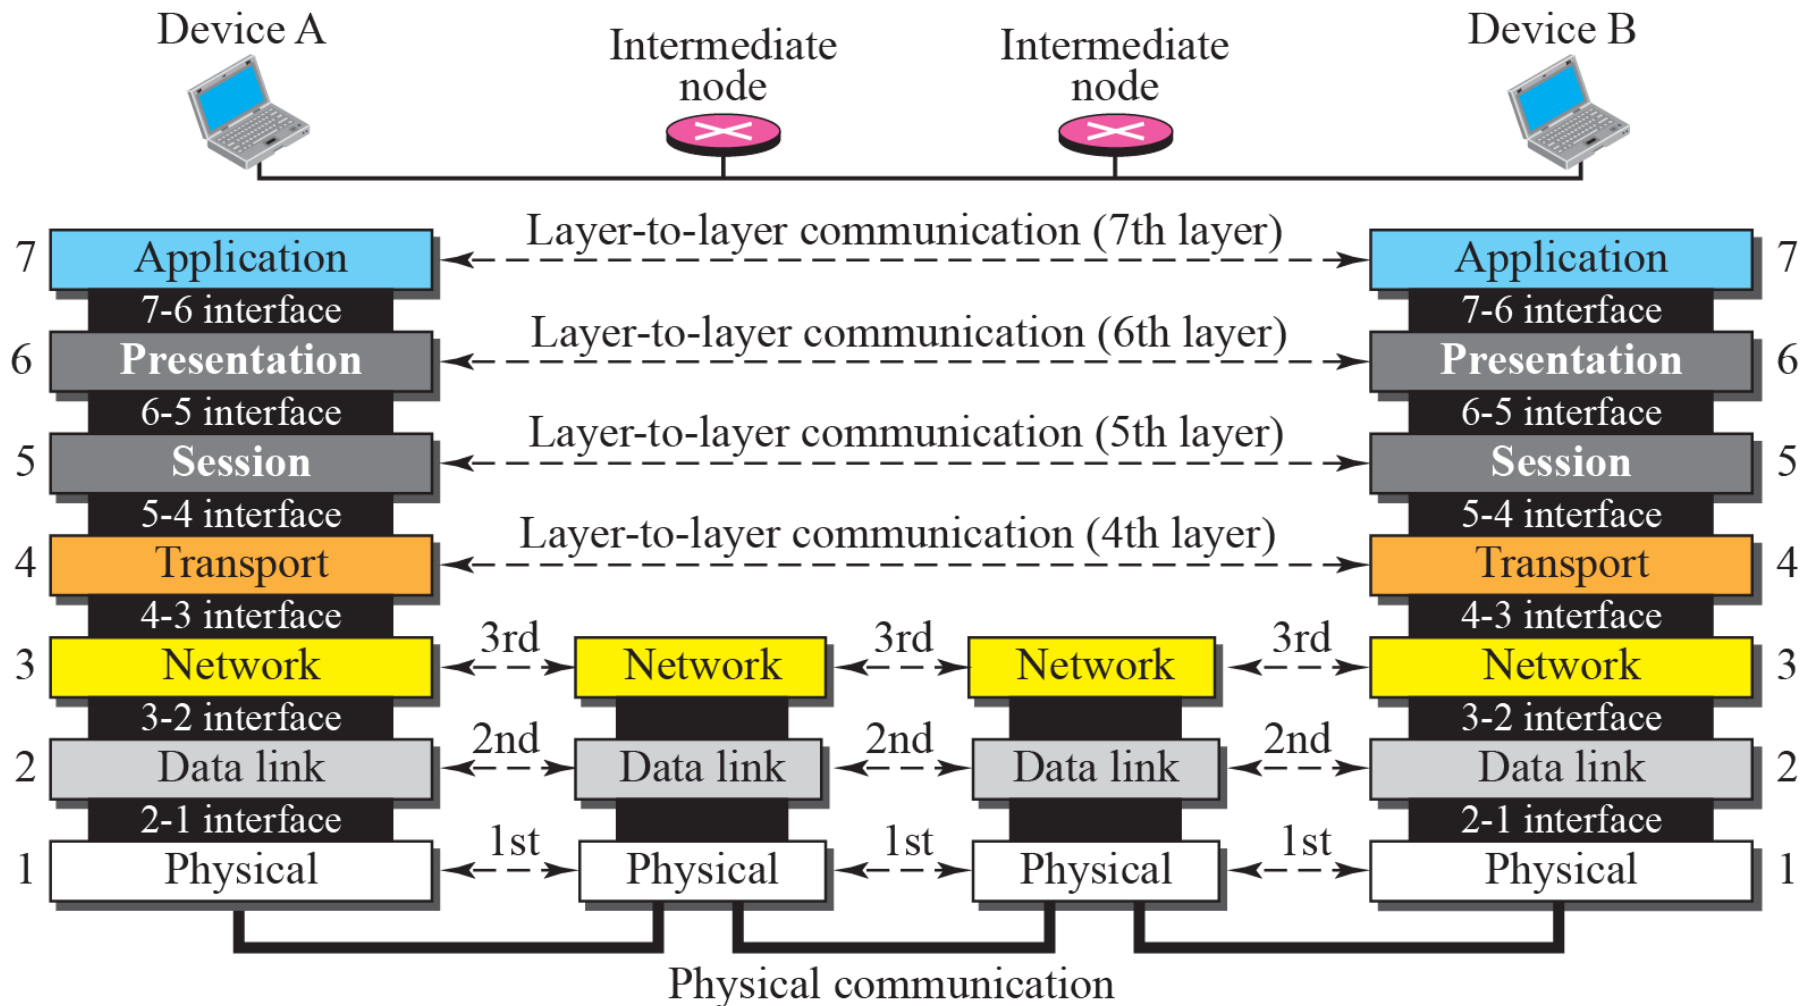 Device A
Intermediate
node
Intermediate
node
Device B
7 Application Layer-to-layer communication (7th layer) Application 7
7-6 interface 7-6 interface
6 Presentation Layer-to-layer communication (6th layer) Presentation 6
6-5 interface 6-5 interface
5 Session Layer-to-layer communication (5th layer) Session 5
5-4 interface 5-4 interface
4 Transport Layer-to-layer communication (4th layer) Transport 4
4-3 interface 4-3 interface
3 Network 3rd Network 3rd Network 3rd Network 3
3-2 interface 3-2 interface
2 Data link 2nd Data link 2nd Data link 2nd Data link 2
2-1 interface 2-1 interface
1 Physical 1st Physical 1st Physical 1st Physical 1
Physical communication